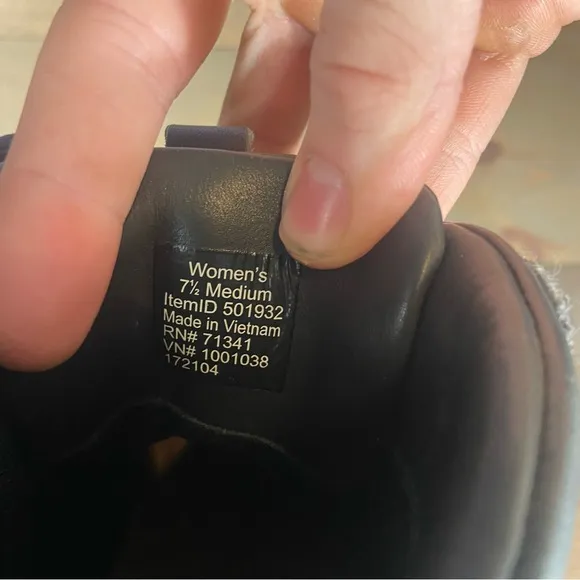 Women's
7½ Medium
ItemID 501932
Made in Vietnam
RN# 71341
VN# 1001038
172104